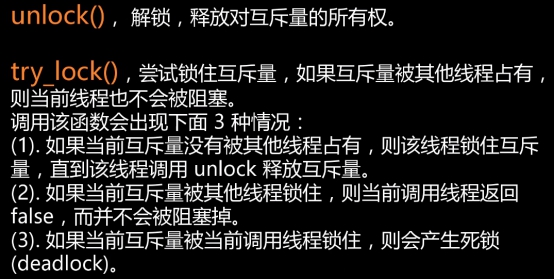 unlock()， 解锁，释放对互斥量的所有权。
try_lock()，尝试锁住互斥量，如果互斥量被其他线程占有，
则当前线程也不会被阻塞。
调用该函数会出现下面 3 种情况：
(1). 如果当前互斥量没有被其他线程占有，则该线程锁住互斥
量，直到该线程调用 unlock 释放互斥量。
(2). 如果当前互斥量被其他线程锁住，则当前调用线程返回
false，而并不会被阻塞掉。
(3). 如果当前互斥量被当前调用线程锁住，则会产生死锁
(deadlock)。